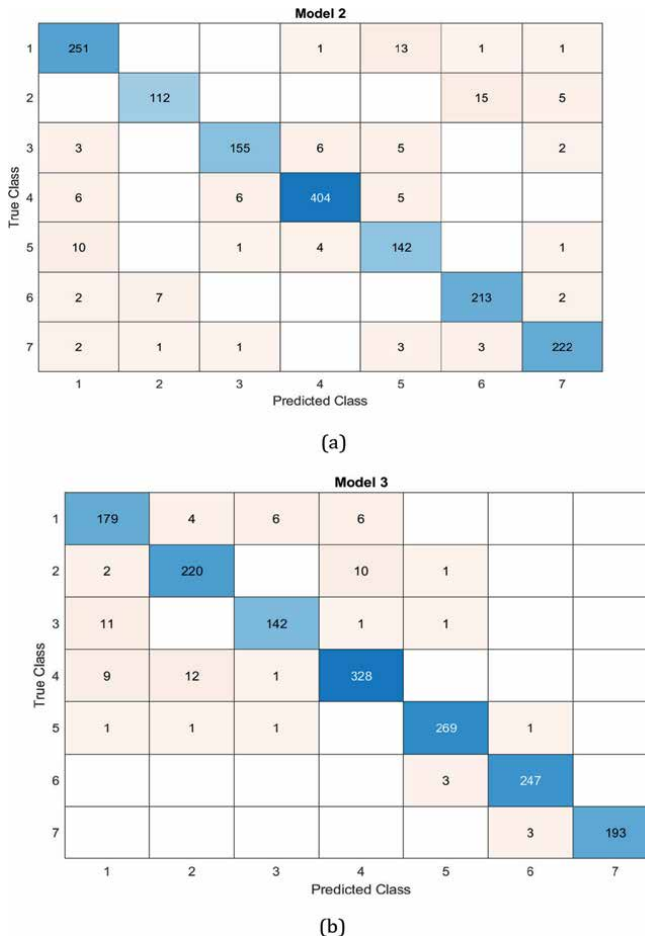 Model 2
1 251 1 13 1 1
2 112 15 5
3 3 155 6 5 2
4 6 6 404 5
5 10 1 4 142 1
6 2 7 213 2
7 2 1 1 3 3 222
1 2 3 4 5 6 7
True Class
Predicted Class
(a)
Model 3
1 179 4 6 6
2 2 220 10 1
3 11 142 1 1
4 9 12 1 328
5 1 1 1 269 1
6 3 247
7 3 193
1 2 3 4 5 6 7
True Class
Predicted Class
(b)